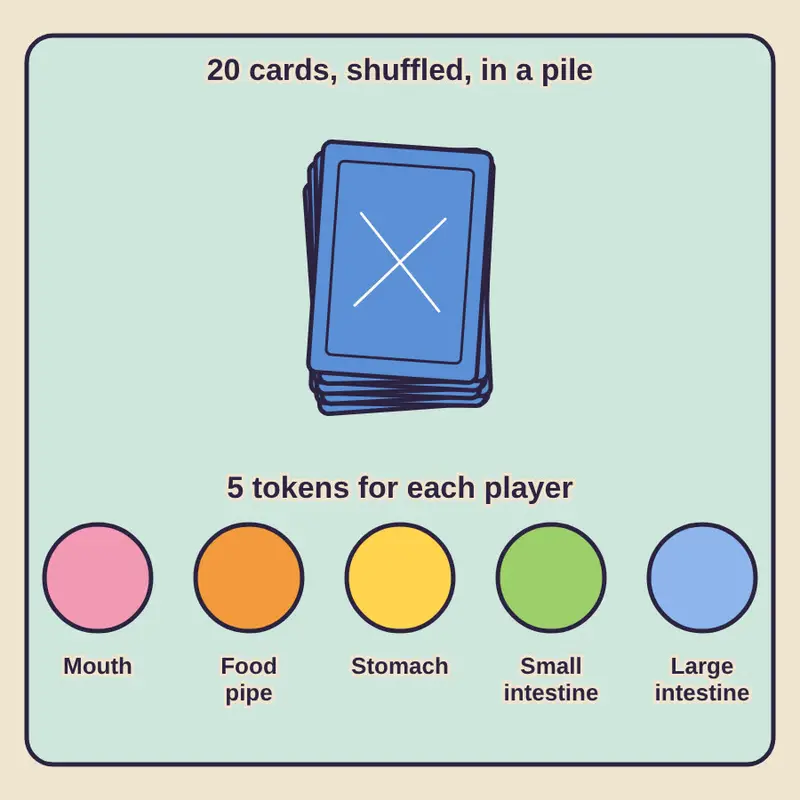 20 cards, shuffled, in a pile
5 tokens for each player
Mouth
Food
pipe
Stomach
Small
intestine
Large
intestine